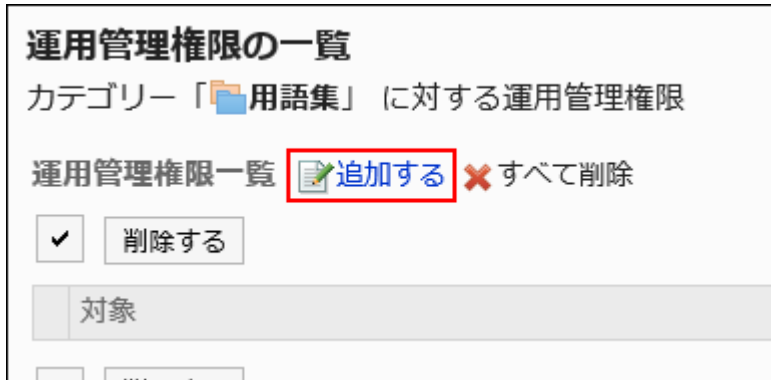 運用管理権限の一覧
カテゴリー「用語集」 に対する運用管理権限
運用管理権限一覧 追加する すべて削除
削除する
対象